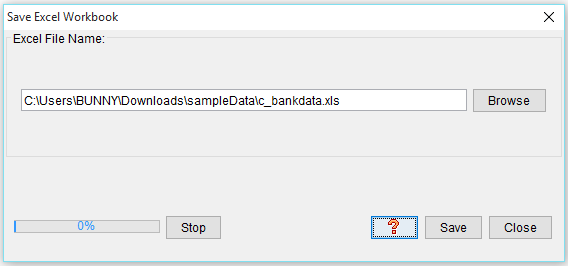 Save Excel Workbook
Excel File Name:
C:\Users\BUNNY\Downloads\sampleData\c_bankdata.xls
Browse
0%
Stop
?
Save
Close